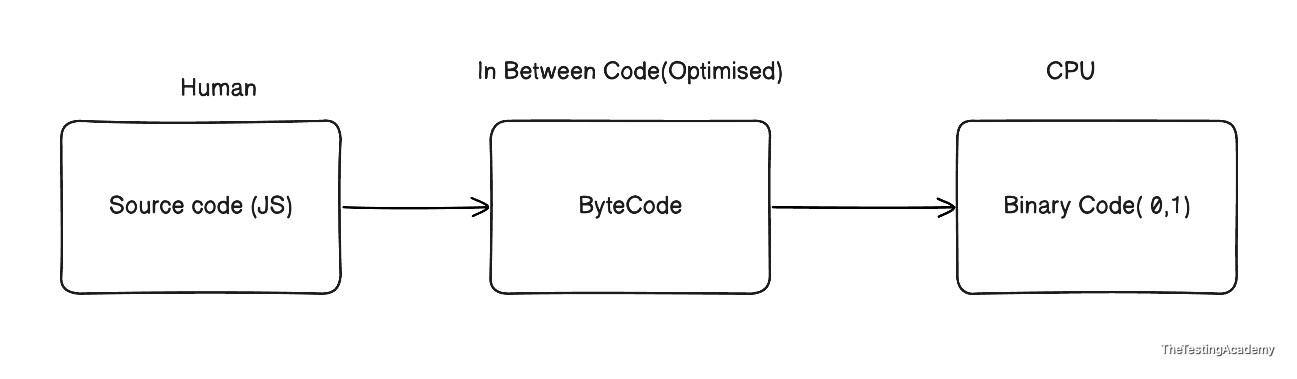 Human
In Between Code(Optimised)
CPU
Source code (JS)
ByteCode
Binary Code( 0,1)
TheTestingAcademy